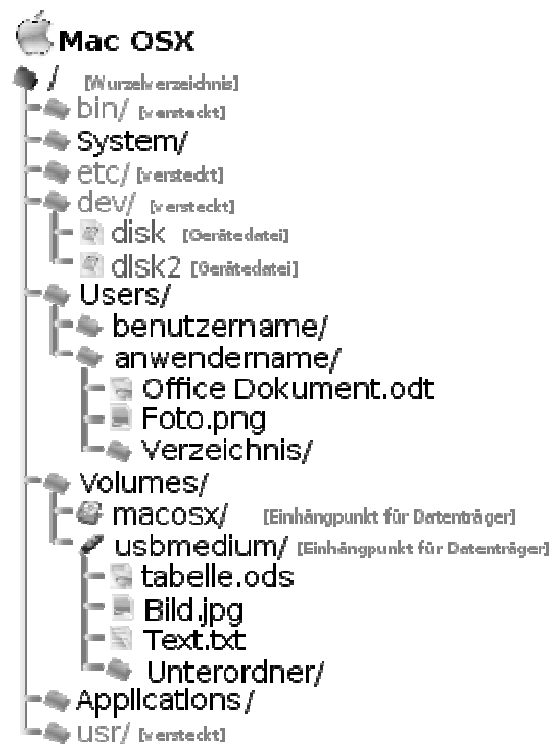 Mac OSX
/ [Wurzelverzeichnis]
bin/ [versteckt]
System/
etc/ [versteckt]
dev/ [versteckt]
disk [Gerätedatei]
disk2 [Gerätedatei]
Users/
benutzername/
anwendername/
Office Dokument.odt
Foto.png
Verzeichnis/
Volumes/
macosx/ [Einhängpunkt für Datenträger]
usbmedium/ [Einhängpunkt für Datenträger]
tabelle.ods
Bild.jpg
Text.txt
Unterordner/
Applications/
usr/ [versteckt]